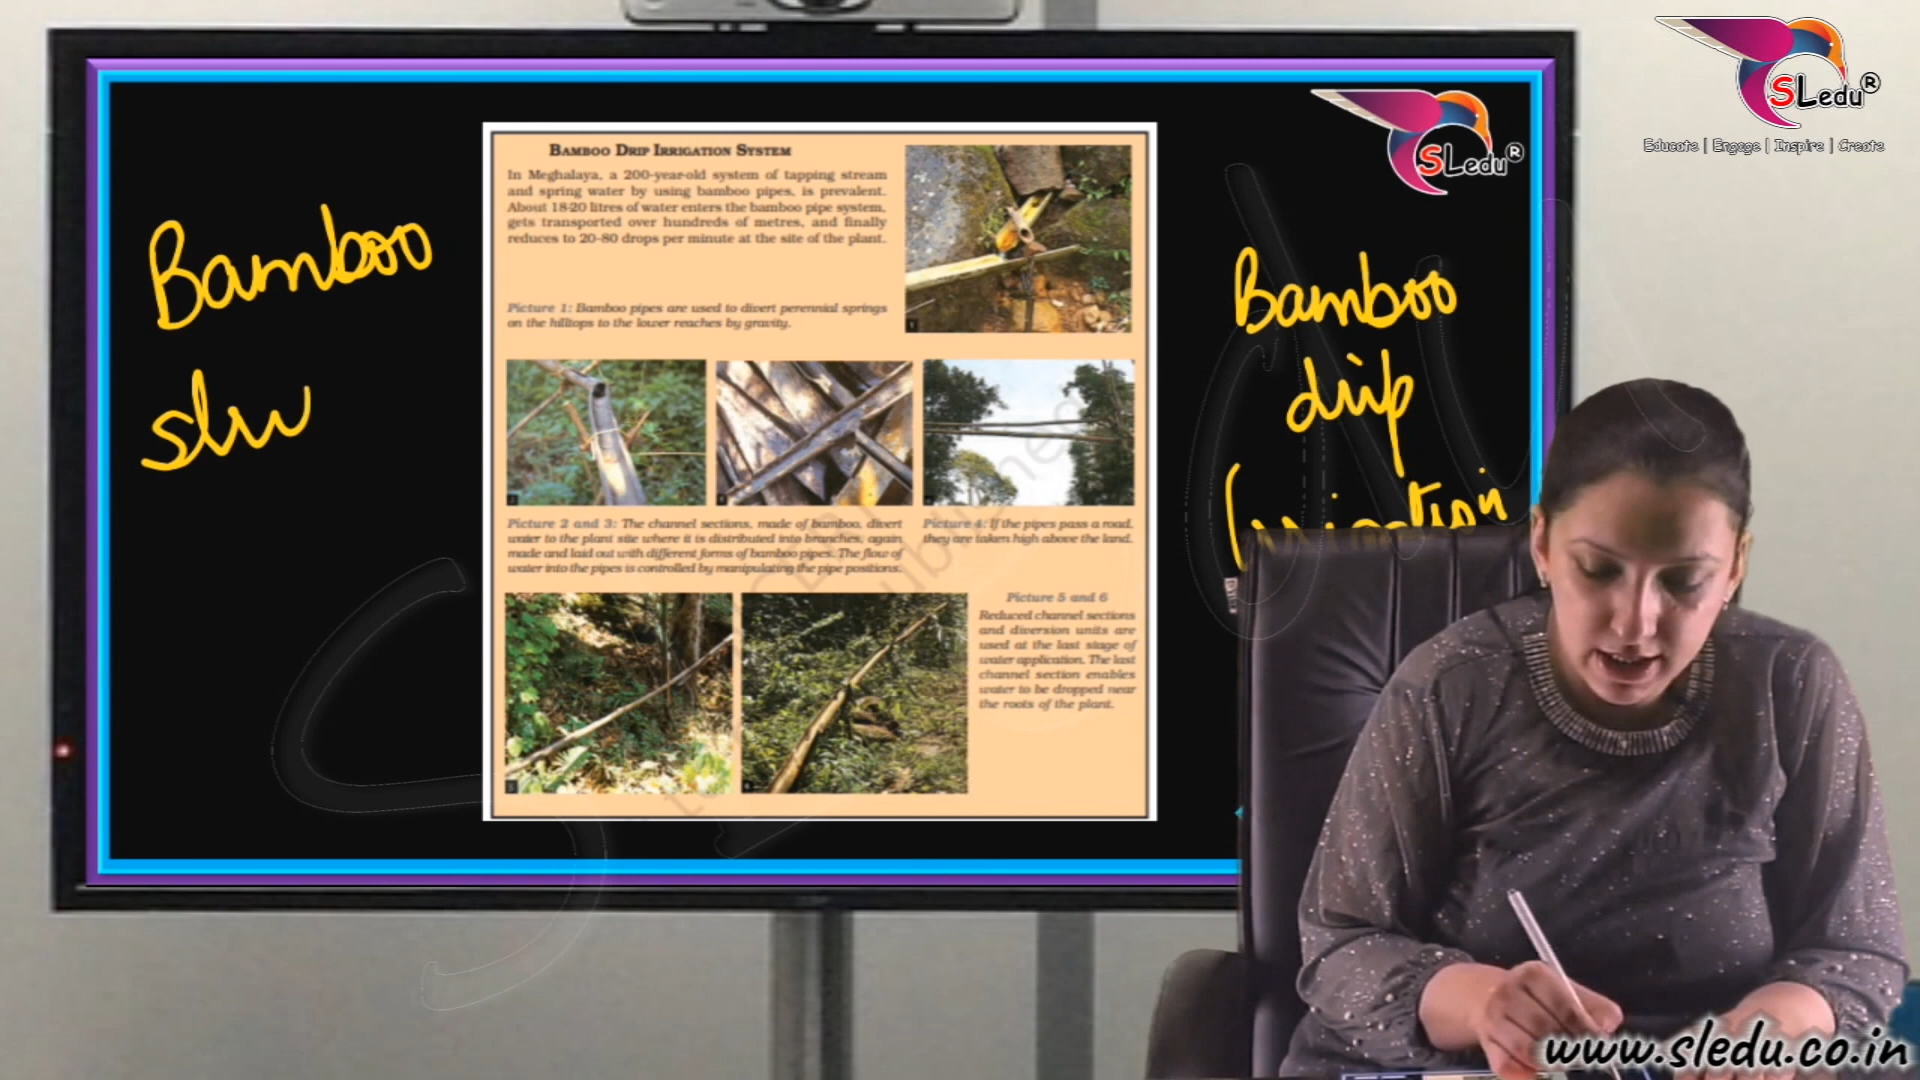 SLedu®
Educate | Engage | Inspire | Create
SLedu®
Bamboo
Bamboo
drip
BAMBOO DRIP IRRIGATION SYSTEM
In Meghalaya, a 200-year-old system of tapping stream
and spring water by using bamboo pipes, is prevalent.
About 18-20 litres of water enters the bamboo pipe system,
gets transported over hundreds of metres, and finally
reduces to 20-80 drops per minute at the site of the plant.
Picture 1: Bamboo pipes are used to divert perennial springs
on the hilltops to the lower reaches by gravity.
Picture 2 and 3: The channel sections, made of bamboo, divert
water to the plant site where it is distributed into branches, again
made and laid out with different forms of bamboo pipes. The flow of
water into the pipes is controlled by manipulating the pipe positions.
Picture 4: If the pipes pass a road,
they are taken high above the land.
Picture 5 and 6
Reduced channel sections
and diversion units are
used at the last stage of
water application. The last
channel section enables
water to be dropped near
the roots of the plant.
www.sledu.co.in